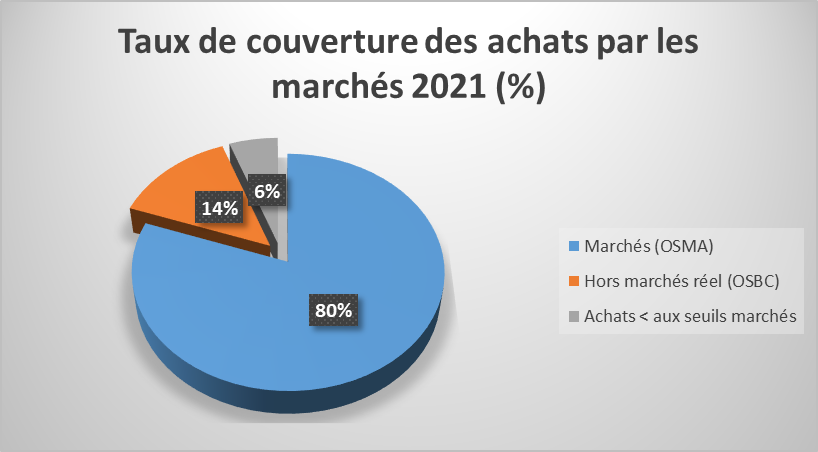 Taux de couverture des achats par les
marchés 2021 (%)
6%
14%
80%
Marchés (OSMA)
Hors marchés réel (OSBC)
Achats < aux seuils marchés